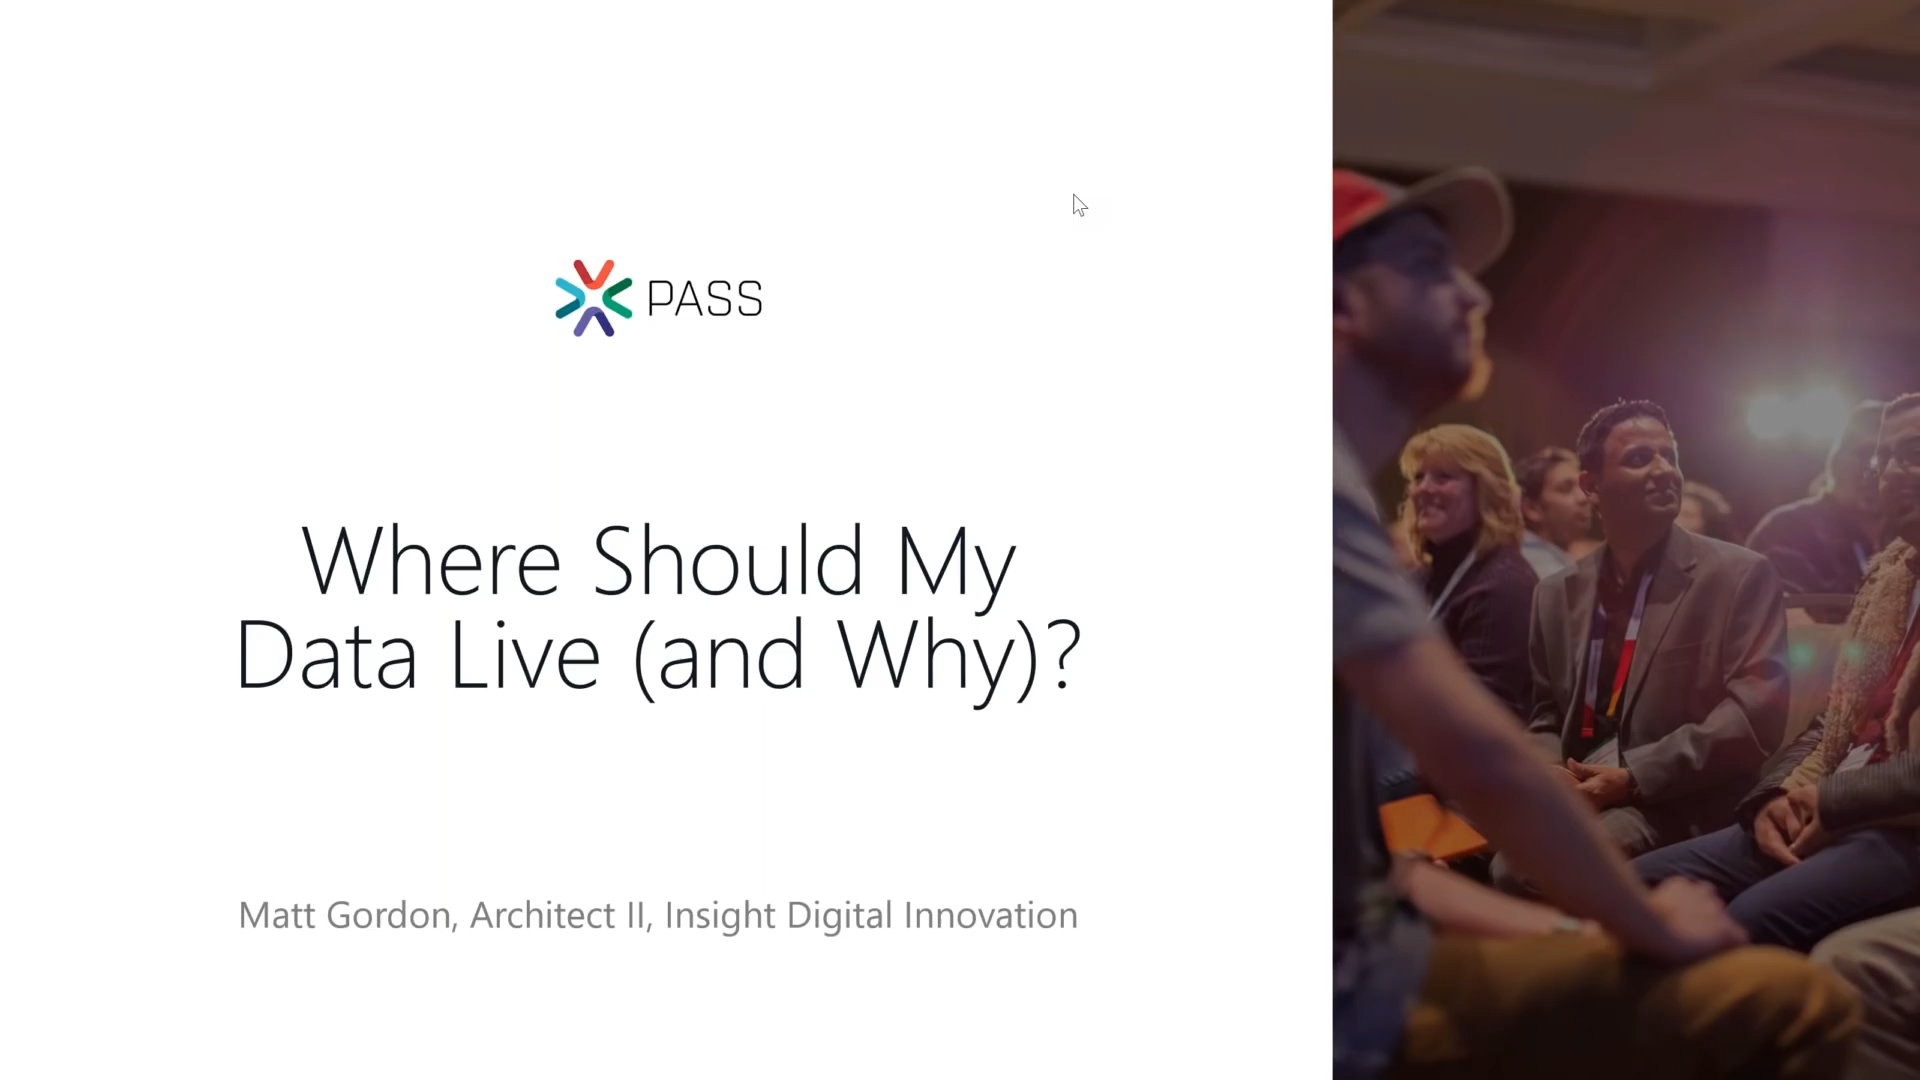 PASS
Where Should My
Data Live (and Why)?
Matt Gordon, Architect II, Insight Digital Innovation